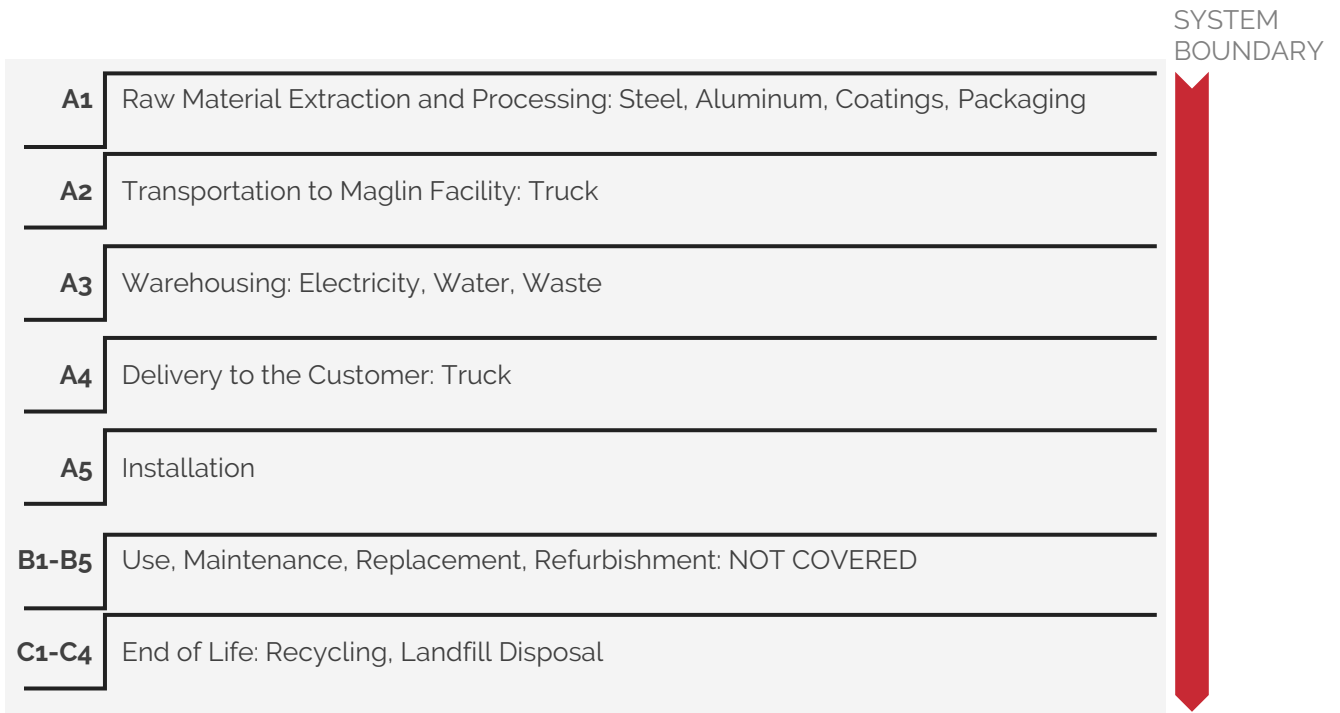 SYSTEM
BOUNDARY
A1 Raw Material Extraction and Processing: Steel, Aluminum, Coatings, Packaging
A2 Transportation to Maglin Facility: Truck
A3 Warehousing: Electricity, Water, Waste
A4 Delivery to the Customer: Truck
A5 Installation
B1-B5 Use, Maintenance, Replacement, Refurbishment: NOT COVERED
C1-C4 End of Life: Recycling, Landfill Disposal